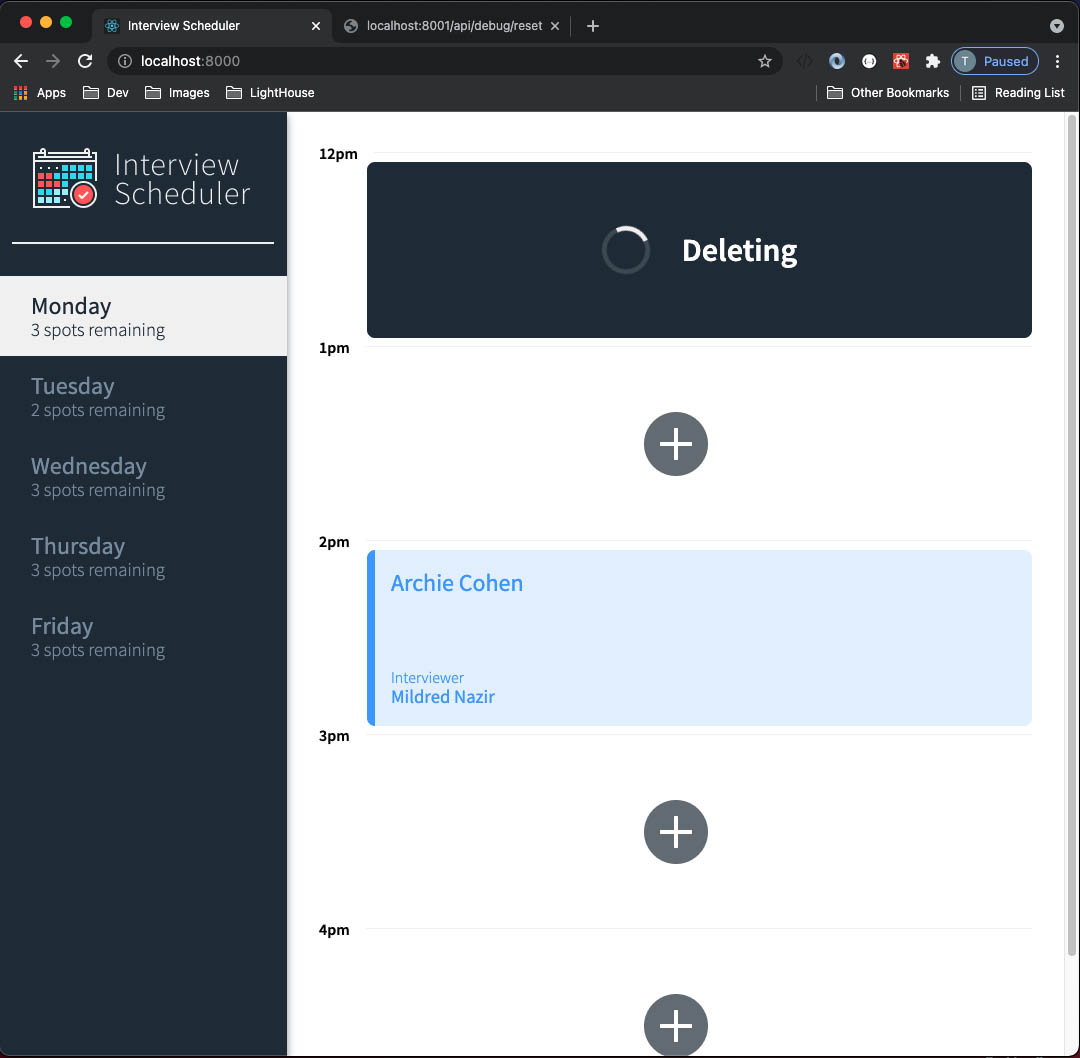 Interview Scheduler
localhost:8001/api/debug/reset
localhost:8000
T Paused
Apps Dev Images LightHouse Other Bookmarks Reading List
Interview
Scheduler
Monday
3 spots remaining
Tuesday
2 spots remaining
Wednesday
3 spots remaining
Thursday
3 spots remaining
Friday
3 spots remaining
12pm
Deleting
1pm
2pm
Archie Cohen
Interviewer
Mildred Nazir
3pm
4pm